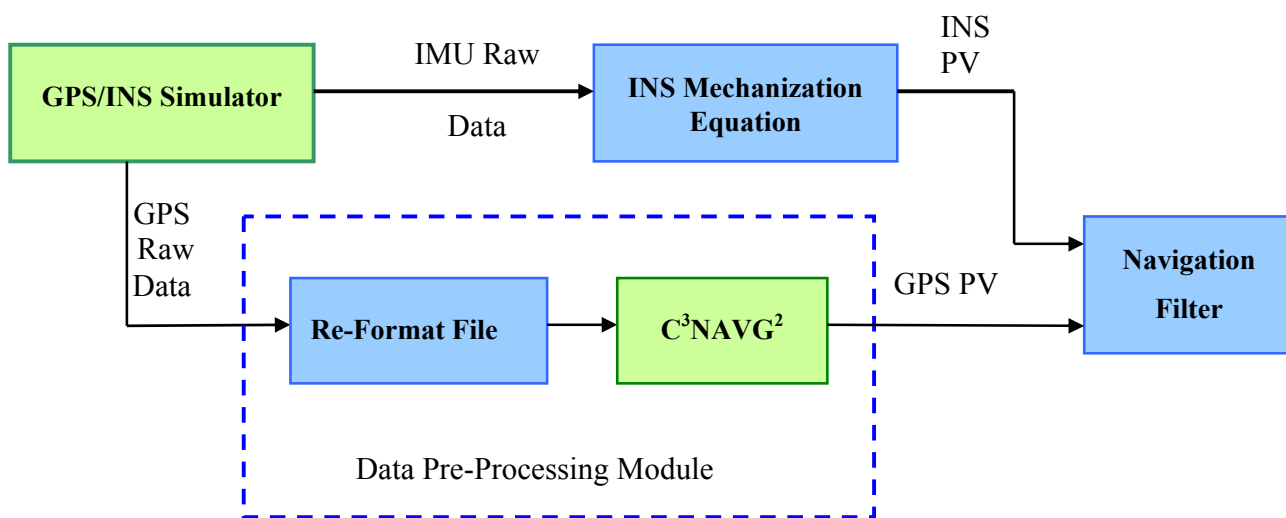 GPS/INS Simulator
IMU Raw
Data
INS Mechanization
Equation
INS
PV
GPS
Raw
Data
Re-Format File
C³NAVG²
GPS PV
Navigation
Filter
Data Pre-Processing Module